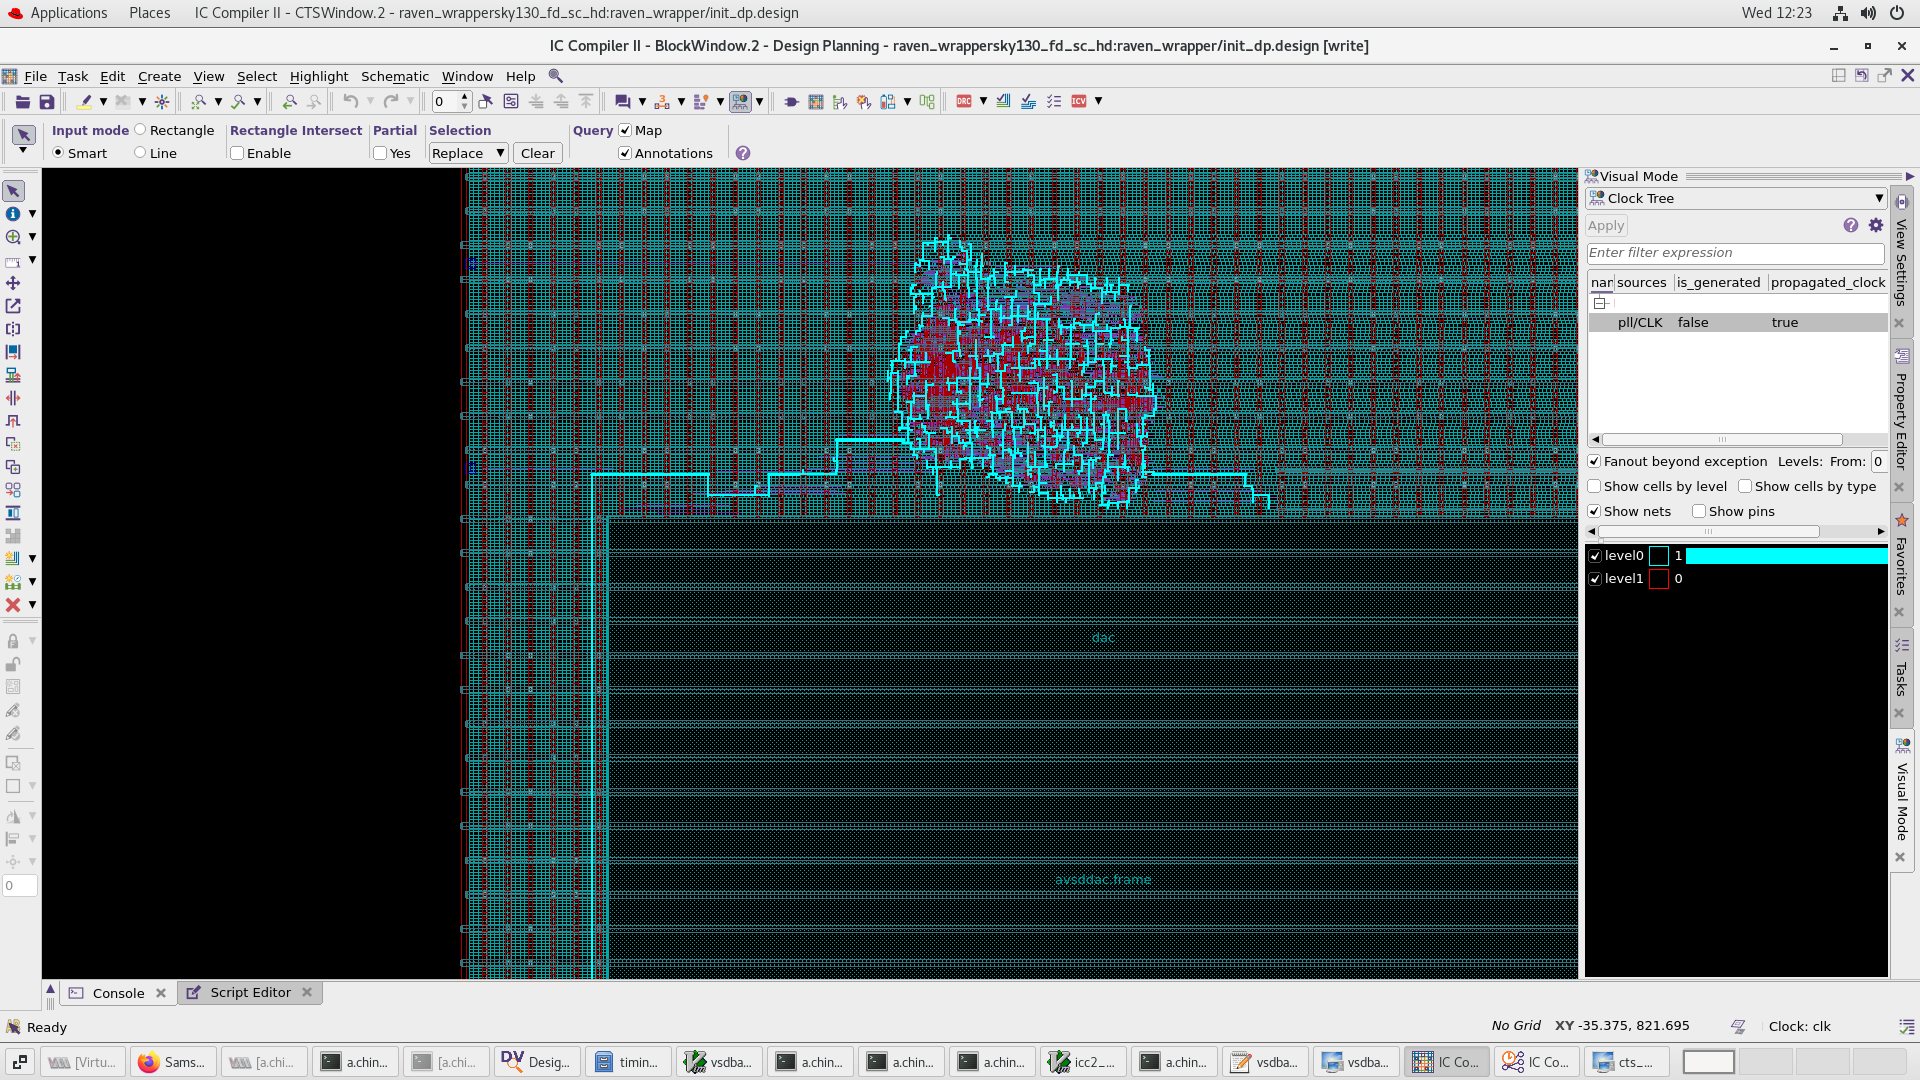 Applications Places IC Compiler II - CTSWindow.2 - raven_wrappersky130_fd_sc_hd:raven_wrapper/init_dp.design Wed 12:23
IC Compiler II - BlockWindow.2 - Design Planning - raven_wrappersky130_fd_sc_hd:raven_wrapper/init_dp.design [write]
File Task Edit Create View Select Highlight Schematic Window Help
0 DRC ICV
Input mode Rectangle Rectangle Intersect Partial Selection Query Map
Smart Line Enable Yes Replace Clear Annotations
Visual Mode
Clock Tree
Apply
Enter filter expression
nar sources is_generated propagated_clock
pll/CLK false true
Fanout beyond exception Levels: From: 0
Show cells by level Show cells by type
Show nets Show pins
level0 1
level1 0
View Settings
Property Editor
Favorites
Tasks
Visual Mode
dac
avsddac.frame
0
Console Script Editor
Ready No Grid XY -35.375, 821.695 Clock: clk
[Virtu... Sams... [a.chi... a.chin... [a.chi... Desig... timin... vsdba... a.chin... a.chin... a.chin... icc2_... a.chin... vsdba... vsdba... IC Co... IC Co... cts_...